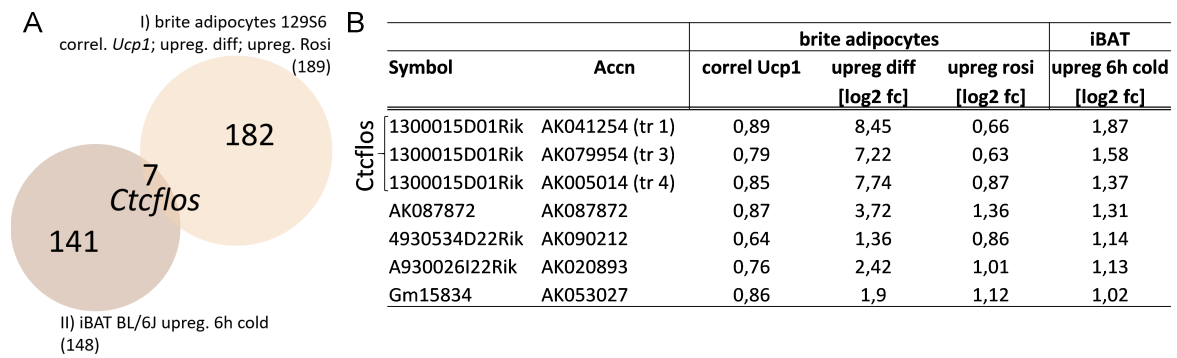 A
I) brite adipocytes 129S6
correl. Ucp1; upreg. diff; upreg. Rosi
(189)
182
7
Ctcflos
141
II) iBAT BL/6J upreg. 6h cold
(148)
B
brite adipocytes iBAT
Symbol Accn correl Ucp1 upreg diff upreg rosi upreg 6h cold
[log2 fc] [log2 fc] [log2 fc]
Ctcflos
1300015D01Rik AK041254 (tr 1) 0,89 8,45 0,66 1,87
1300015D01Rik AK079954 (tr 3) 0,79 7,22 0,63 1,58
1300015D01Rik AK005014 (tr 4) 0,85 7,74 0,87 1,37
AK087872 AK087872 0,87 3,72 1,36 1,31
4930534D22Rik AK090212 0,64 1,36 0,86 1,14
A930026I22Rik AK020893 0,76 2,42 1,01 1,13
Gm15834 AK053027 0,86 1,9 1,12 1,02